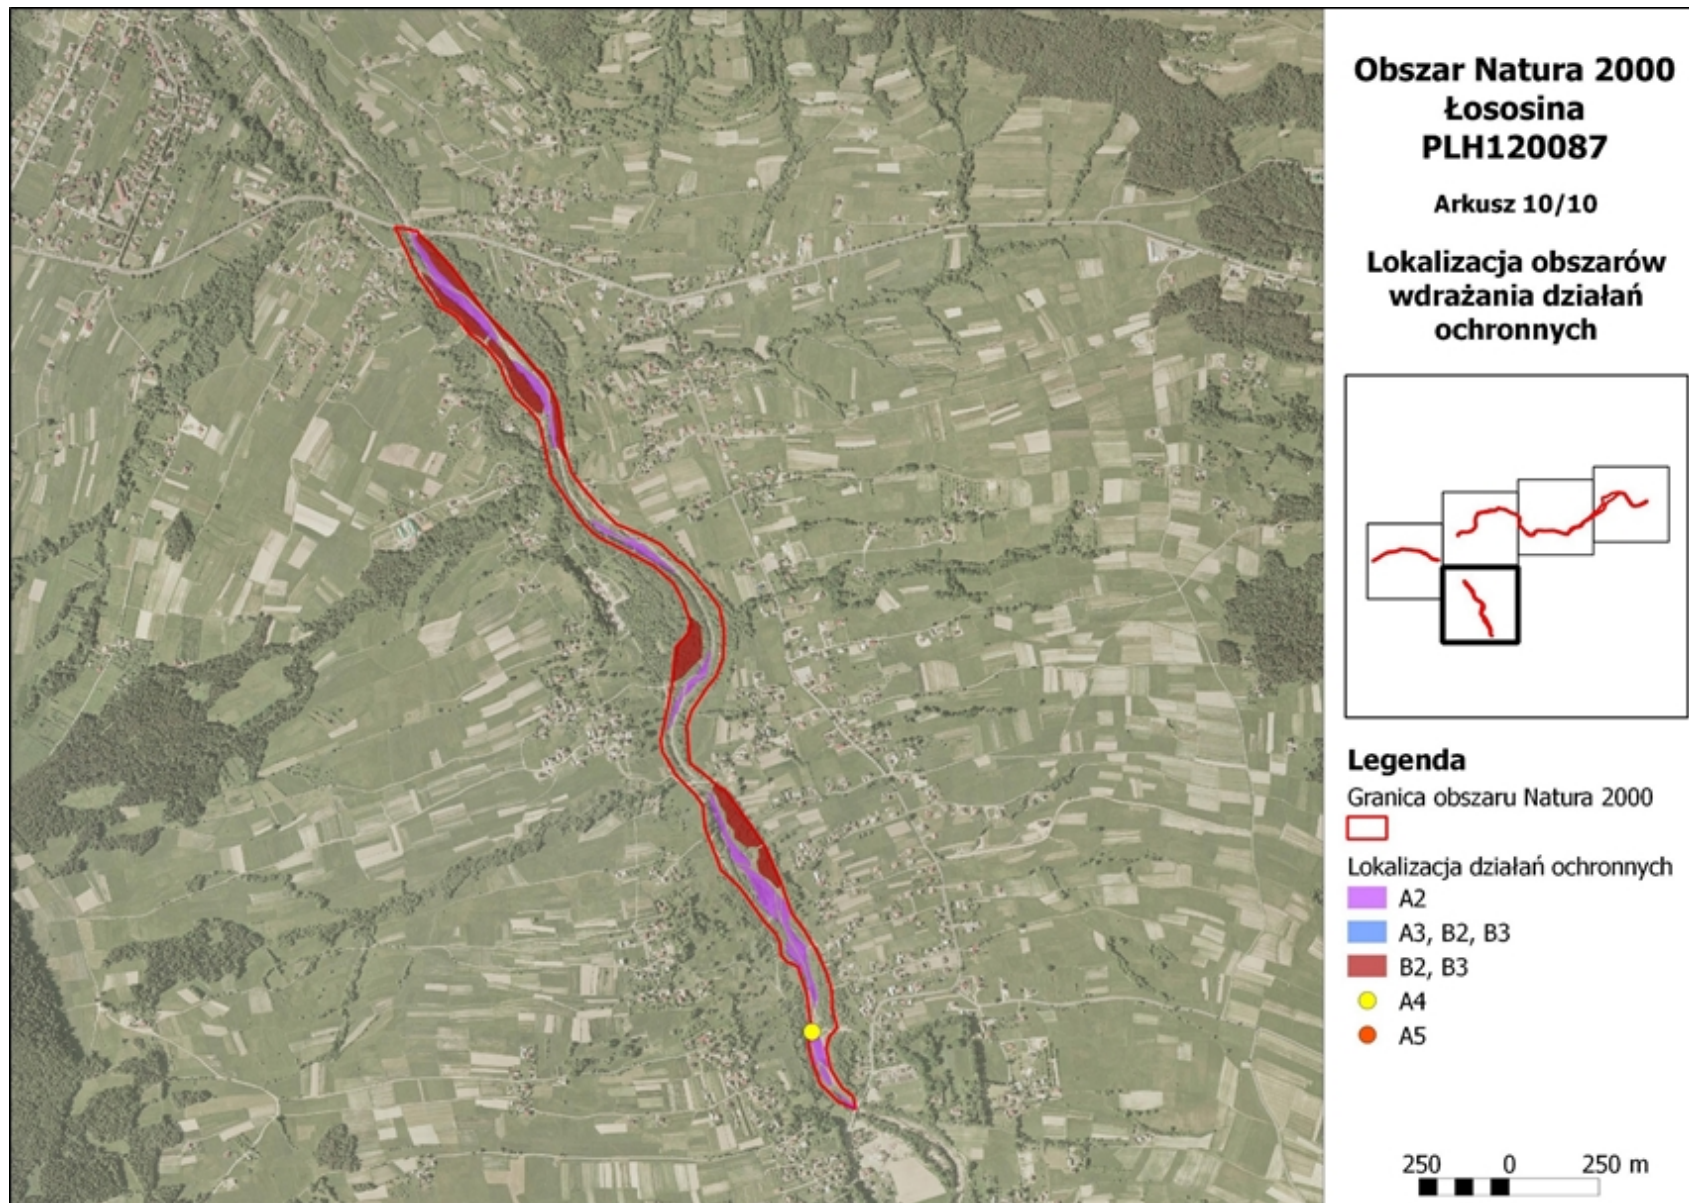 Obszar Natura 2000
Łososina
PLH120087
Arkusz 10/10
Lokalizacja obszarów
wdrażania działań
ochronnych
Legenda
Granica obszaru Natura 2000
Lokalizacja działań ochronnych
A2
A3, B2, B3
B2, B3
A4
A5
250 0 250 m